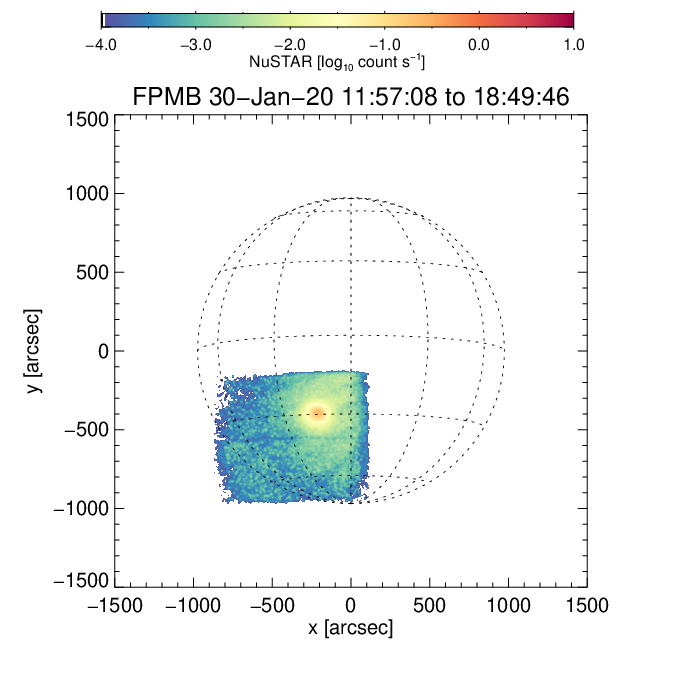 −4.0 −3.0 −2.0 −1.0 0.0 1.0
NuSTAR [log₁₀ count s⁻¹]
FPMB 30−Jan−20 11:57:08 to 18:49:46
1500
1000
500
0
−500
−1000
−1500
y [arcsec]
−1500 −1000 −500 0 500 1000 1500
x [arcsec]